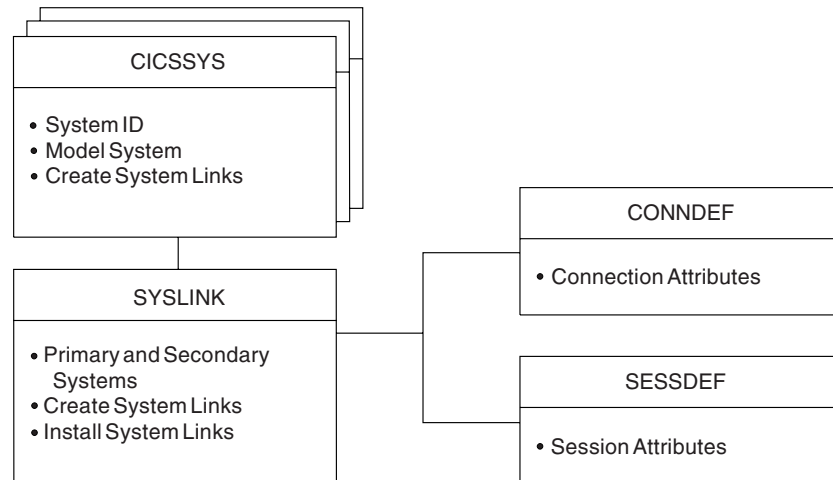 CICSSYS
• System ID
• Model System
• Create System Links
SYSLINK
• Primary and Secondary
Systems
• Create System Links
• Install System Links
CONNDEF
• Connection Attributes
SESSDEF
• Session Attributes